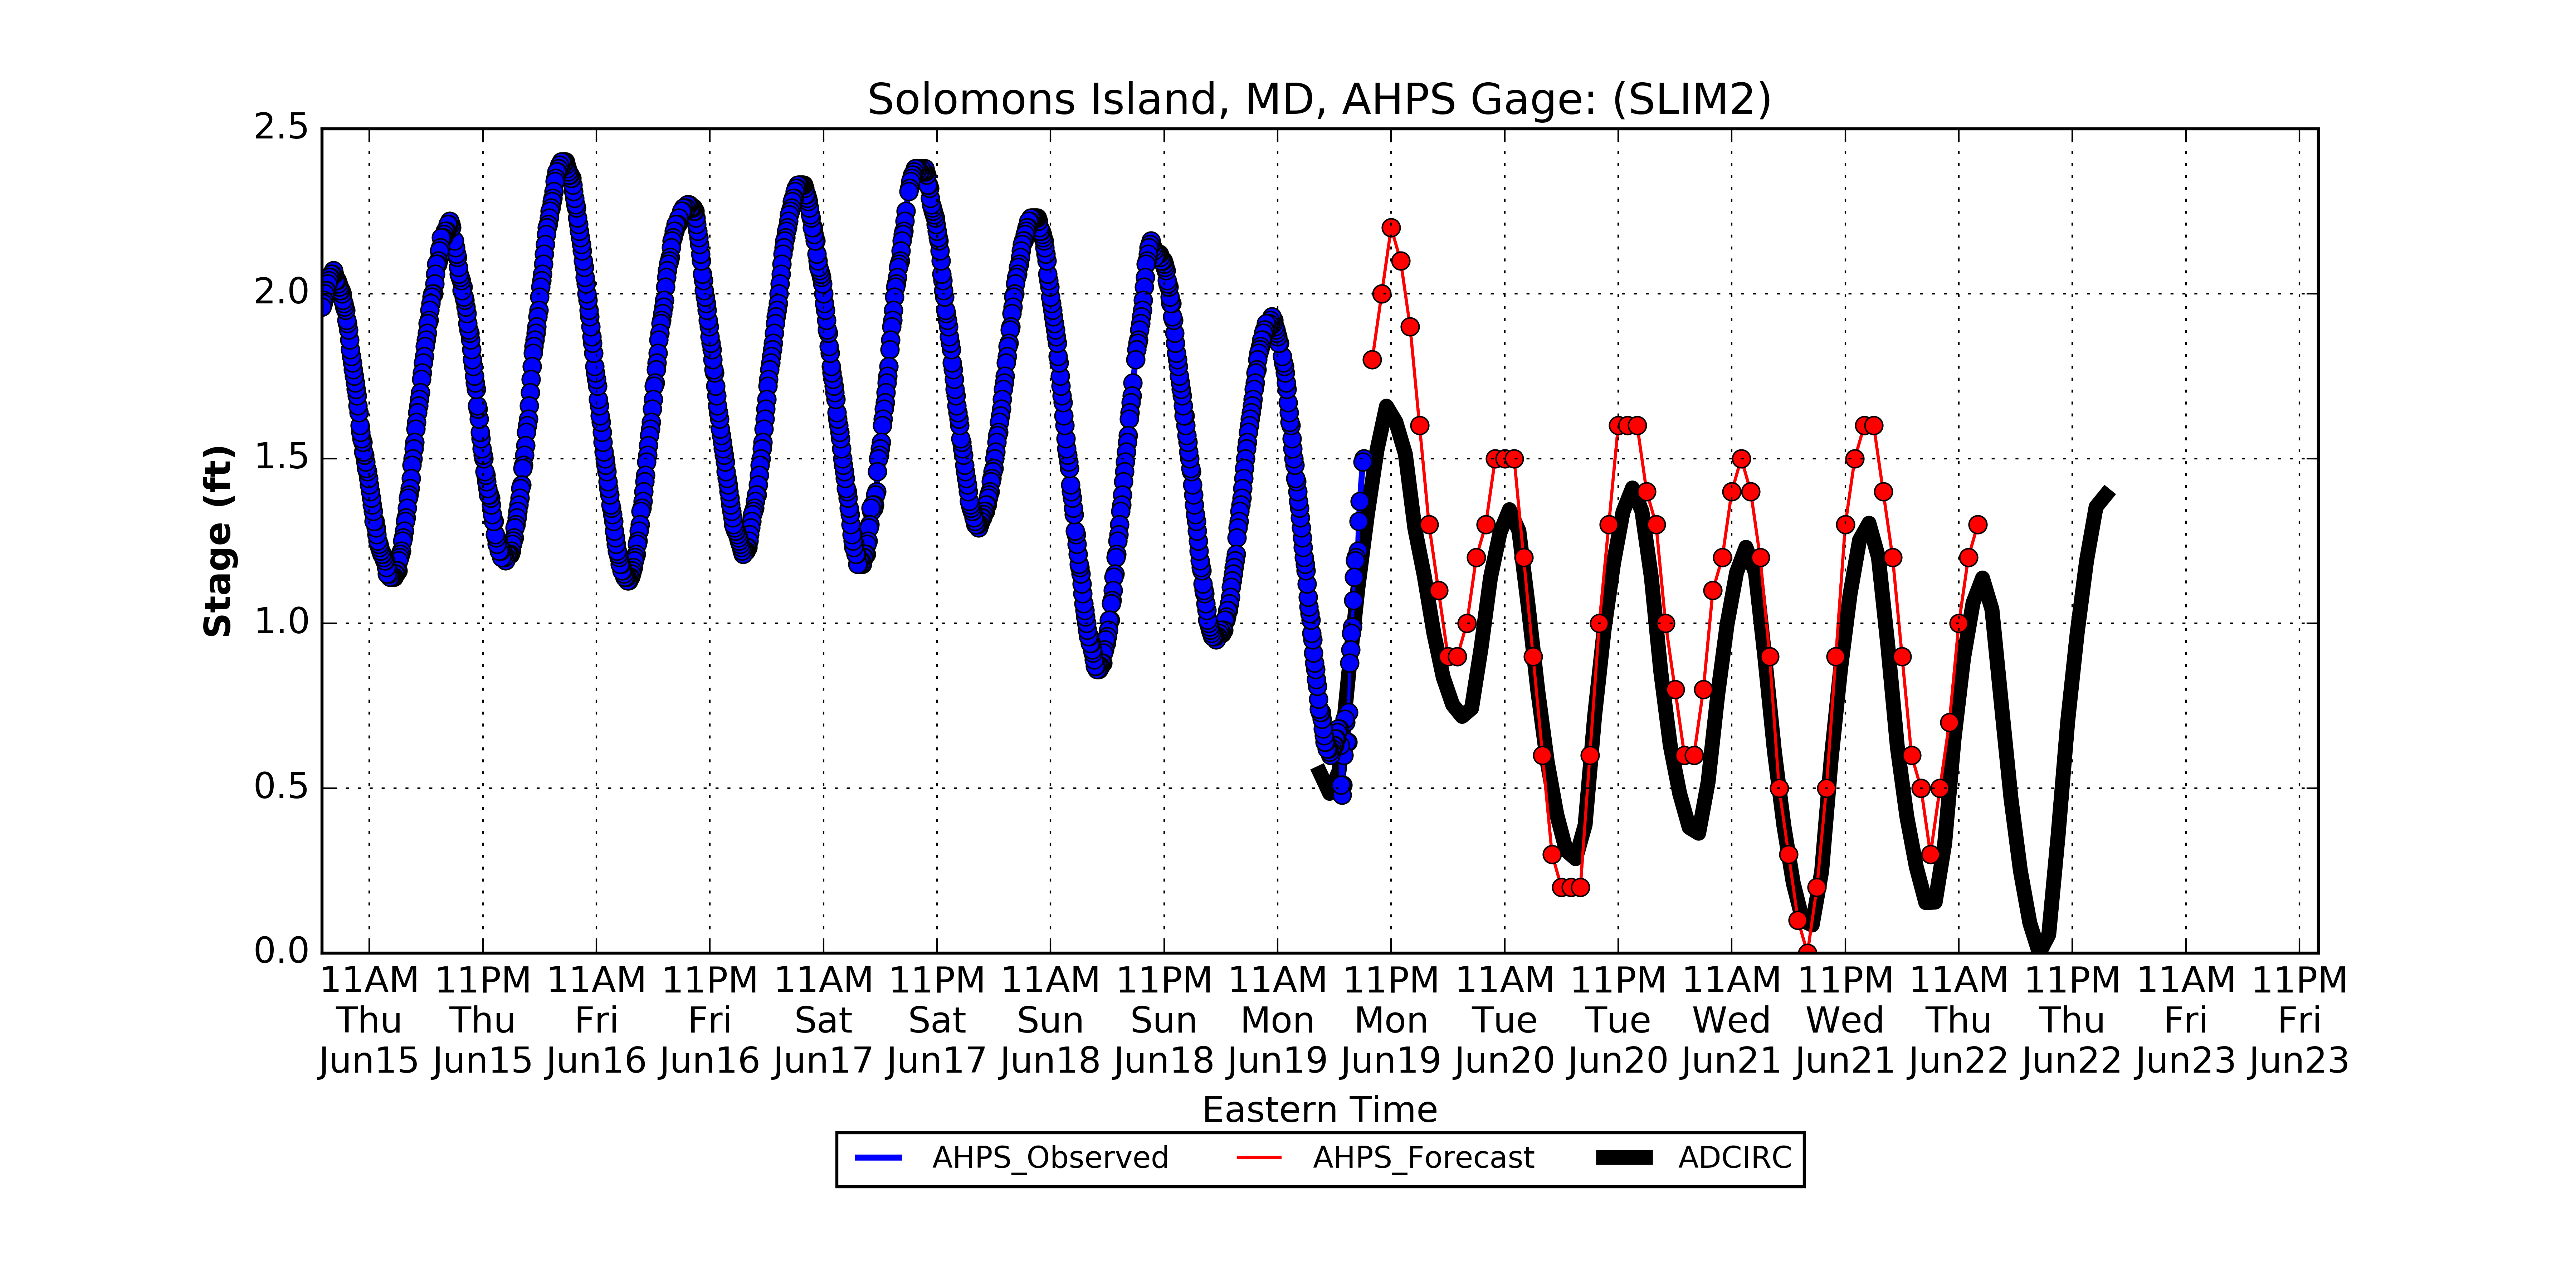 Solomons Island, MD, AHPS Gage: (SLIM2)
Stage (ft)
2.5
2.0
1.5
1.0
0.5
0.0
11AM 11PM 11AM 11PM 11AM 11PM 11AM 11PM 11AM 11PM 11AM 11PM 11AM 11PM 11AM 11PM 11AM 11PM
Thu Thu Fri Fri Sat Sat Sun Sun Mon Mon Tue Tue Wed Wed Thu Thu Fri Fri
Jun15 Jun15 Jun16 Jun16 Jun17 Jun17 Jun18 Jun18 Jun19 Jun19 Jun20 Jun20 Jun21 Jun21 Jun22 Jun22 Jun23 Jun23
Eastern Time
AHPS_Observed AHPS_Forecast ADCIRC